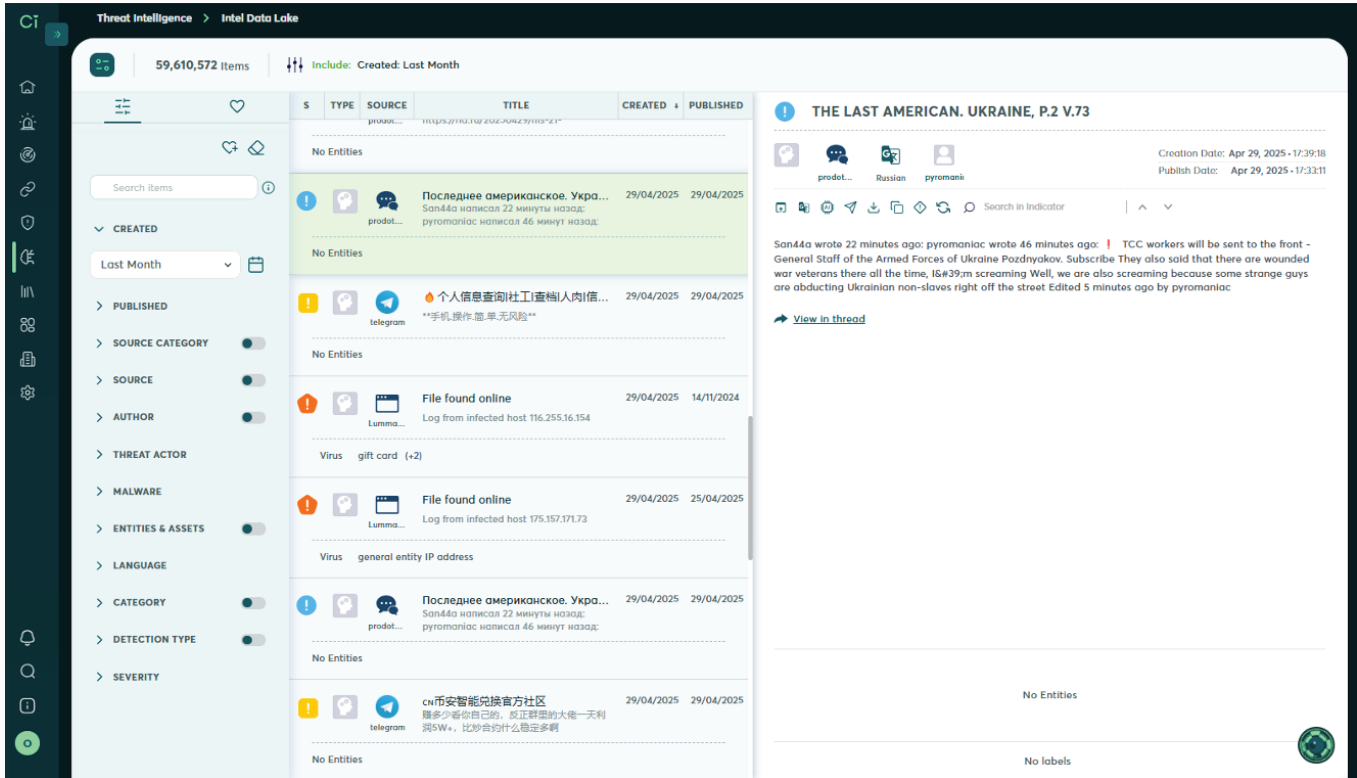 Ci
Threat Intelligence > Intel Data Lake
59,610,572 Items
Include: Created: Last Month
Search items
CREATED
Last Month
PUBLISHED
SOURCE CATEGORY
SOURCE
AUTHOR
THREAT ACTOR
MALWARE
ENTITIES & ASSETS
LANGUAGE
CATEGORY
DETECTION TYPE
SEVERITY
S TYPE SOURCE TITLE CREATED ↓ PUBLISHED
prodot...
No Entities
Последнее американское. Укра... 29/04/2025 29/04/2025
San44a написал 22 минуты назад:
prodot... pyromaniac написал 46 минут назад:
No Entities
🔥个人信息查询|社工|查档|人肉|信... 29/04/2025 29/04/2025
**手机.操作.简.单.无风险**
telegram
No Entities
File found online 29/04/2025 14/11/2024
Log from infected host 116.255.16.154
Lumma...
Virus gift card (+2)
File found online 29/04/2025 25/04/2025
Log from infected host 175.157.171.73
Lumma...
Virus general entity IP address
Последнее американское. Укра... 29/04/2025 29/04/2025
San44a написал 22 минуты назад:
prodot... pyromaniac написал 46 минут назад:
No Entities
CN币安智能兑换官方社区 29/04/2025 29/04/2025
赚多少看你自己的，反正群里的大佬一天利
telegram 润5W+，比炒合约什么稳定多啊
No Entities
THE LAST AMERICAN. UKRAINE, P.2 V.73
prodot... Russian pyromani
Creation Date: Apr 29, 2025 - 17:39:18
Publish Date: Apr 29, 2025 - 17:33:11
Search in Indicator
San44a wrote 22 minutes ago: pyromaniac wrote 46 minutes ago: ❗ TCC workers will be sent to the front -
General Staff of the Armed Forces of Ukraine Pozdnyakov. Subscribe They also said that there are wounded
war veterans there all the time, I&#39;m screaming Well, we are also screaming because some strange guys
are abducting Ukrainian non-slaves right off the street Edited 5 minutes ago by pyromaniac
View in thread
No Entities
No labels